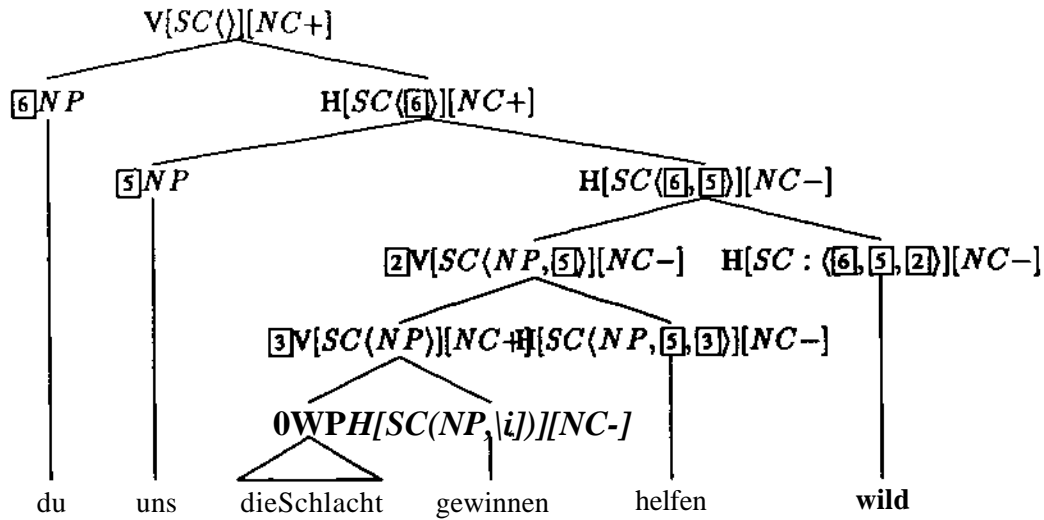 V[SC⟨⟩][NC+]
[6]NP H[SC⟨[6]⟩][NC+]
[5]NP H[SC⟨[6],[5]⟩][NC−]
[2]V[SC⟨NP,[5]⟩][NC−] H[SC : ⟨[6],[5],[2]⟩][NC−]
[3]V[SC⟨NP⟩][NC+] H[SC⟨NP,[5],[3]⟩][NC−]
0WPH[SC(NP,\i])][NC-]
du uns dieSchlacht gewinnen helfen wild